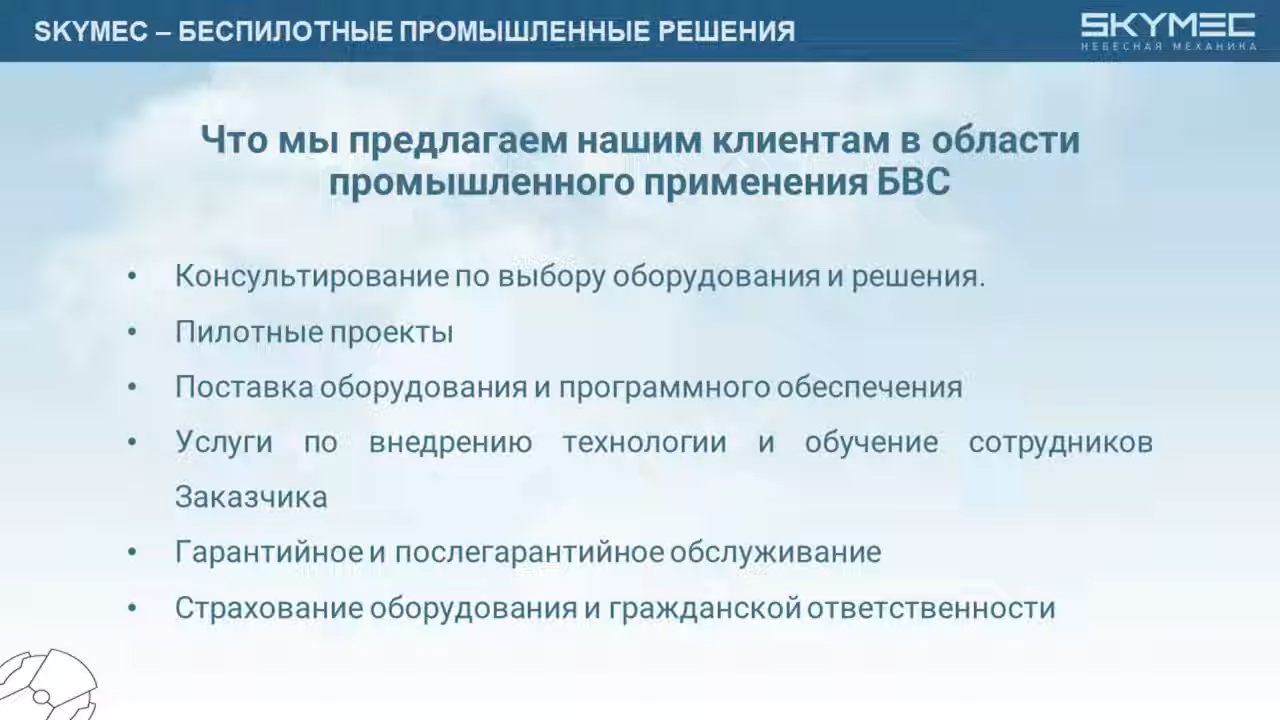 SKYMEC – БЕСПИЛОТНЫЕ ПРОМЫШЛЕННЫЕ РЕШЕНИЯ
SKYMEC
НЕБЕСНАЯ МЕХАНИКА
Что мы предлагаем нашим клиентам в области
промышленного применения БВС
• Консультирование по выбору оборудования и решения.
• Пилотные проекты
• Поставка оборудования и программного обеспечения
• Услуги по внедрению технологии и обучение сотрудников
Заказчика
• Гарантийное и послегарантийное обслуживание
• Страхование оборудования и гражданской ответственности